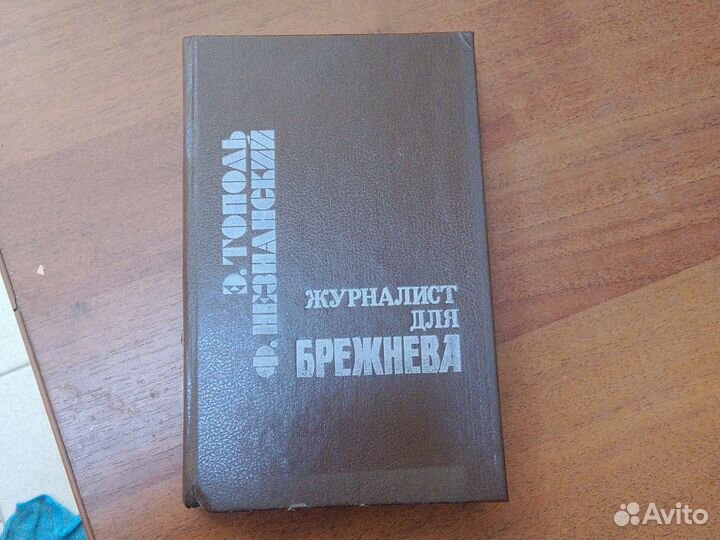 Э. ТОПОЛЬ
Ф. НЕЗНАНСКИЙ
ЖУРНАЛИСТ
ДЛЯ
БРЕЖНЕВА
Avito